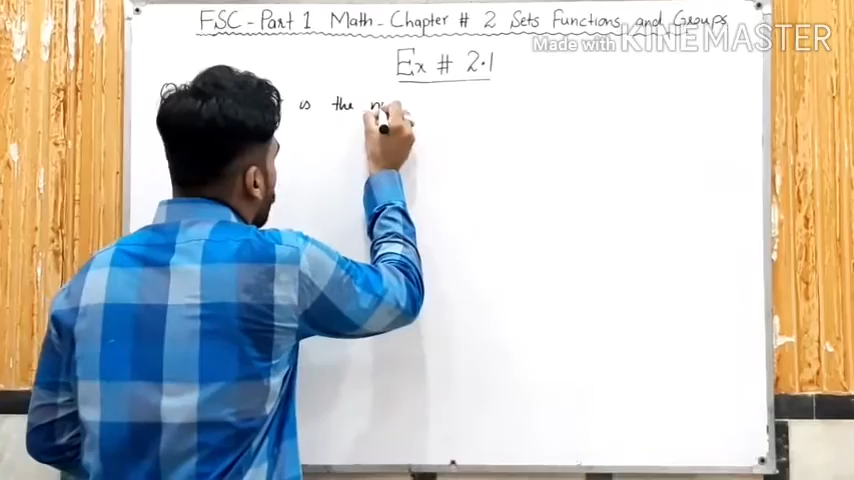 FSC - Part 1 Math - Chapter # 2 Sets Functions and Groups
Made with KINEMASTER
Ex # 2.1
is the